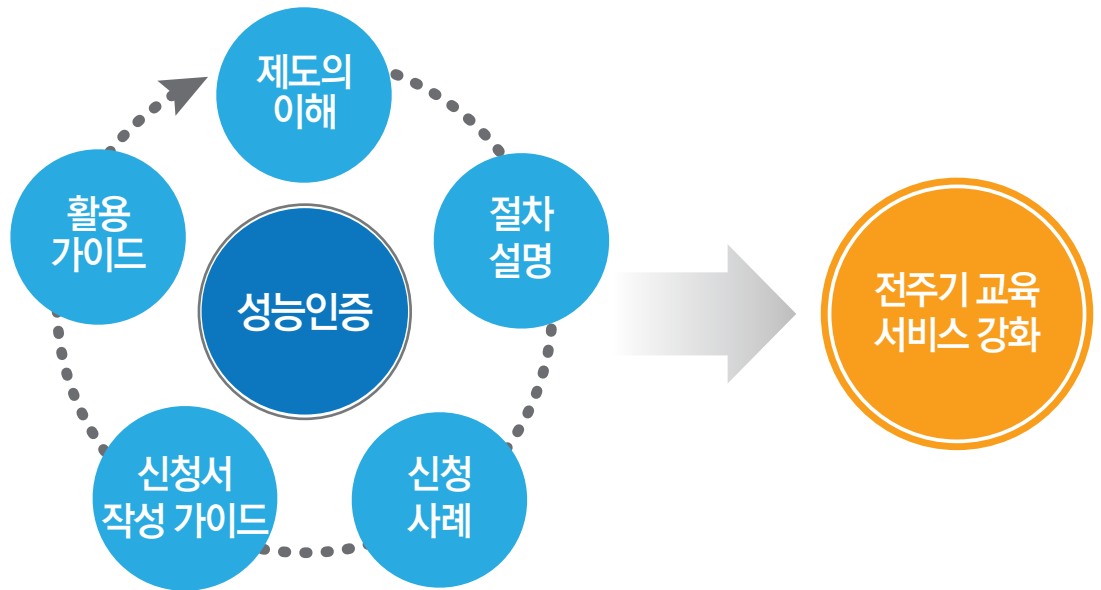 제도의
이해
절차
설명
신청
사례
신청서
작성 가이드
활용
가이드
성능인증
전주기 교육
서비스 강화